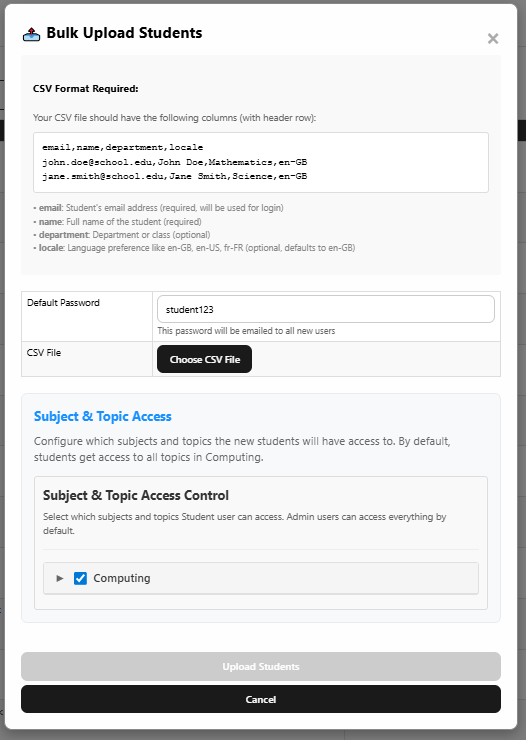 Bulk Upload Students
×
CSV Format Required:
Your CSV file should have the following columns (with header row):
email,name,department,locale
john.doe@school.edu,John Doe,Mathematics,en-GB
jane.smith@school.edu,Jane Smith,Science,en-GB
• email: Student's email address (required, will be used for login)
• name: Full name of the student (required)
• department: Department or class (optional)
• locale: Language preference like en-GB, en-US, fr-FR (optional, defaults to en-GB)
Default Password
student123
This password will be emailed to all new users
CSV File
Choose CSV File
Subject & Topic Access
Configure which subjects and topics the new students will have access to. By default,
students get access to all topics in Computing.
Subject & Topic Access Control
Select which subjects and topics Student user can access. Admin users can access everything by
default.
Computing
Upload Students
Cancel